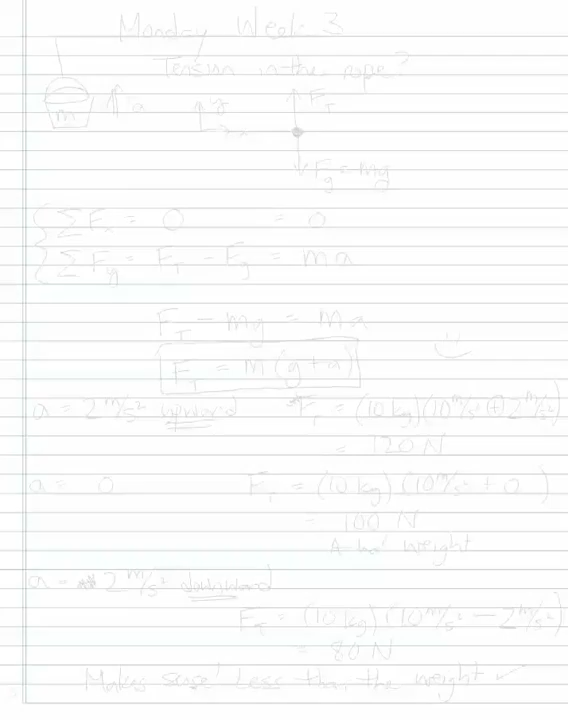 Monday Week 3
Tension in the rope?
m a y x F_T
F_g = mg
ΣF_x = 0 = 0
ΣF_y = F_T - F_g = ma
F_T - mg = ma
F_T = m(g+a)
a = 2 m/s² upward F_T = (10 kg)(10 m/s² + 2 m/s²)
= 120 N
a = 0 F_T = (10 kg)(10 m/s² + 0)
= 100 N
A-ha! weight
a = 2 m/s² downward
F_T = (10 kg)(10 m/s² - 2 m/s²)
= 80 N
Makes sense! Less than the weight ✓